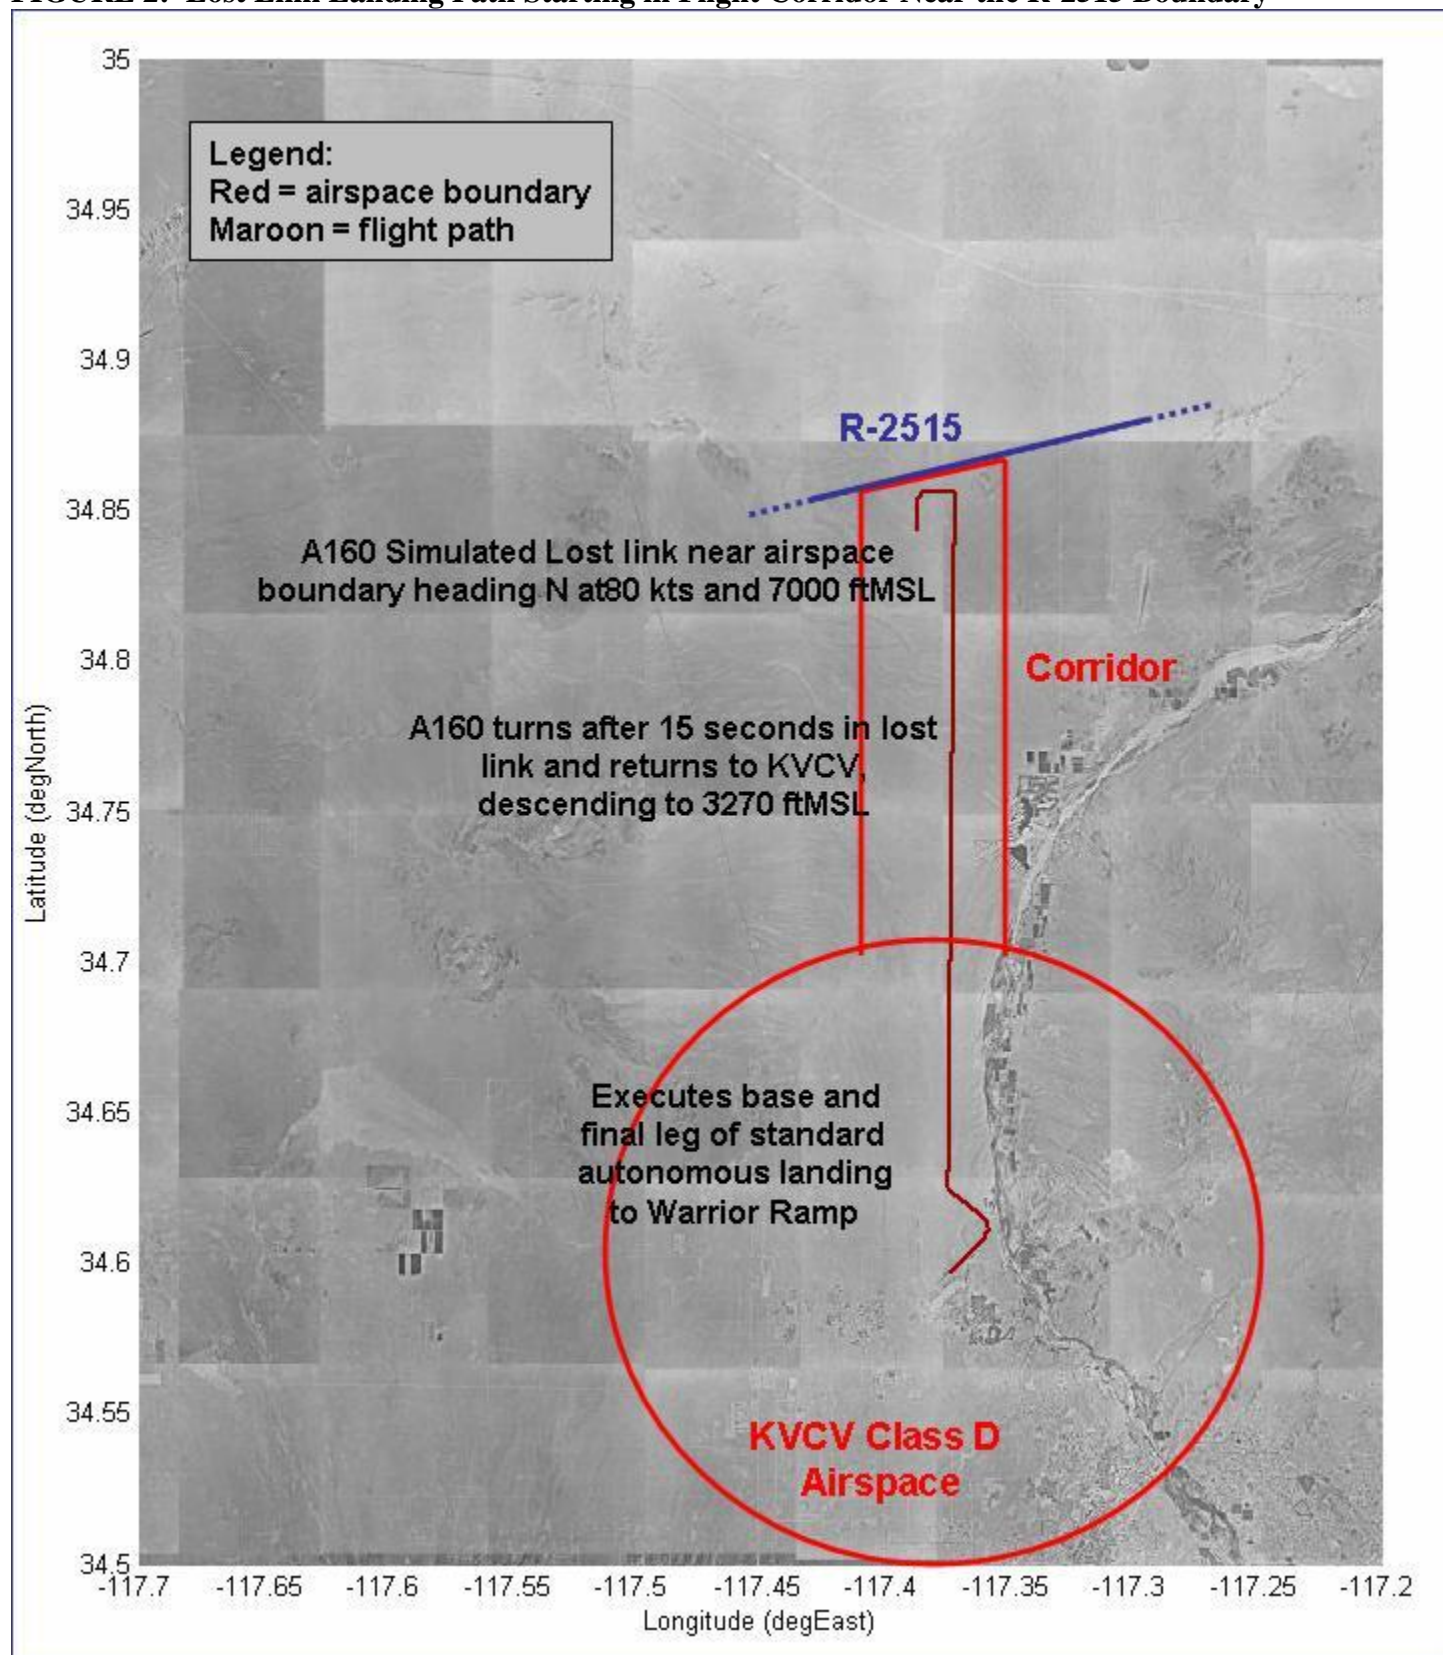 FIGURE 2: Lost Link Landing Path Starting in Flight Corridor Near the R-2515 Boundary
35
Legend:
Red = airspace boundary
Maroon = flight path
34.95
34.9
R-2515
34.85
A160 Simulated Lost link near airspace
boundary heading N at80 kts and 7000 ftMSL
34.8
Corridor
A160 turns after 15 seconds in lost
link and returns to KVCV,
descending to 3270 ftMSL
34.75
Latitude (degNorth)
34.7
Executes base and
final leg of standard
autonomous landing
to Warrior Ramp
34.65
34.6
34.55
KVCV Class D
Airspace
34.5
-117.7 -117.65 -117.6 -117.55 -117.5 -117.45 -117.4 -117.35 -117.3 -117.25 -117.2
Longitude (degEast)